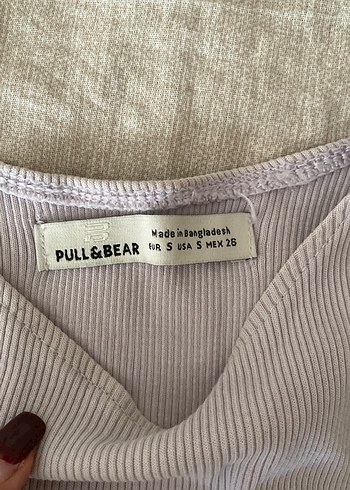 PULL&BEAR
Made in Bangladesh
EUR S USA S MEX 26